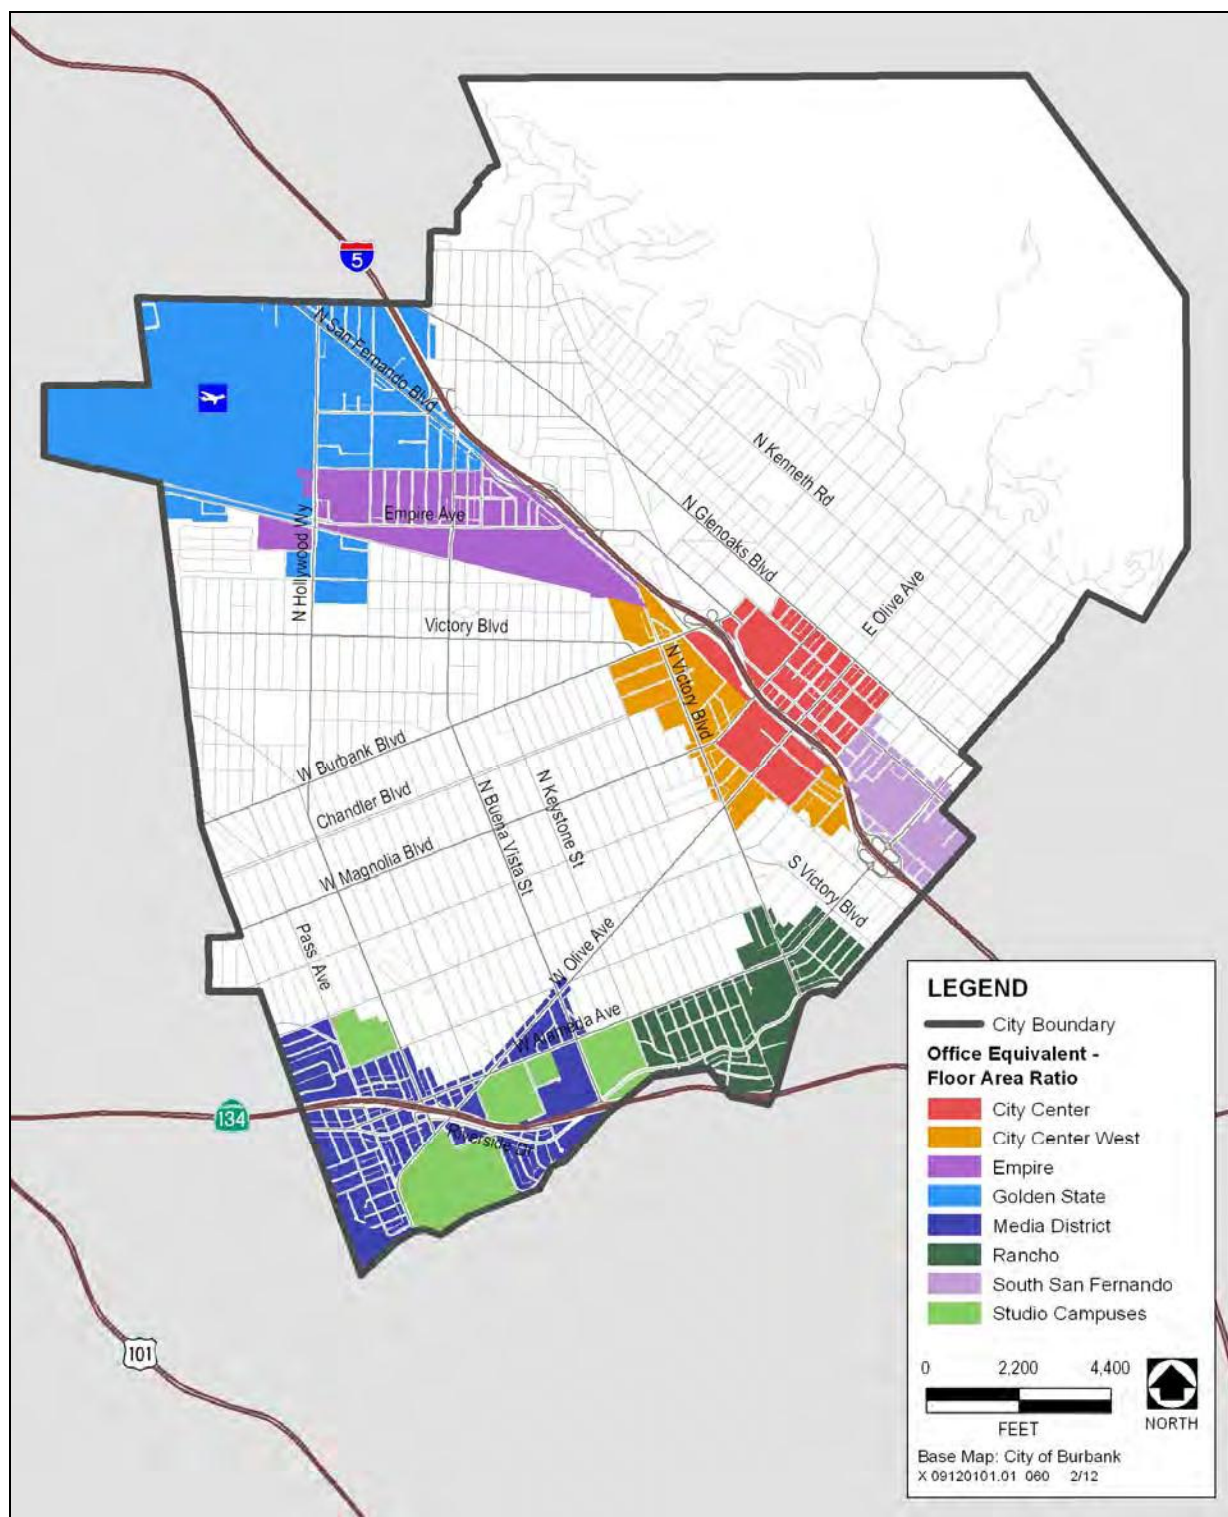 5
N San Fernando Blvd
N Kenneth Rd
N Glenoaks Blvd
E Olive Ave
Empire Ave
N Hollywood Wy
Victory Blvd
N Victory Blvd
W Burbank Blvd
Chandler Blvd
W Magnolia Blvd
N Buena Vista St
N Keystone St
S Victory Blvd
Pass Ave
W Olive Ave
W Alameda Ave
134
Riverside Dr
101
LEGEND
City Boundary
Office Equivalent -
Floor Area Ratio
City Center
City Center West
Empire
Golden State
Media District
Rancho
South San Fernando
Studio Campuses
0 2,200 4,400
FEET
NORTH
Base Map: City of Burbank
X 09120101.01 060 2/12